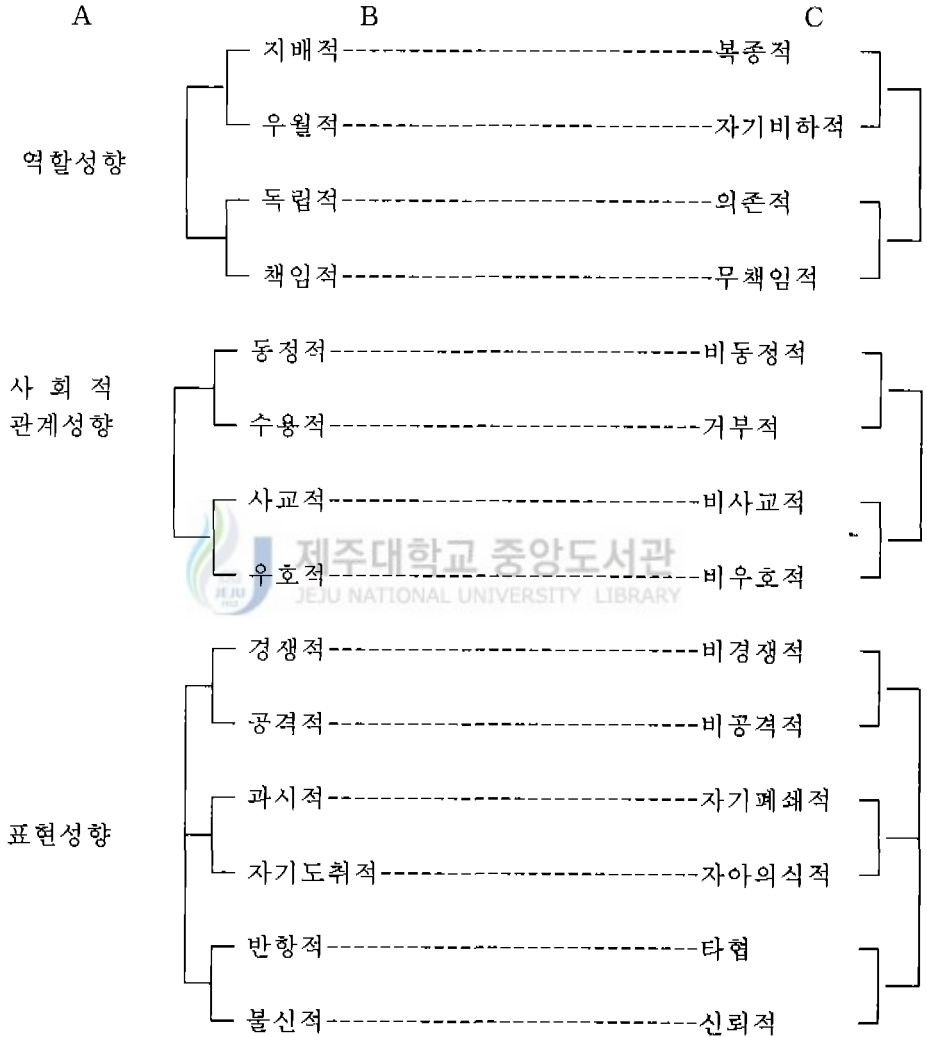 A B C
지배적 복종적
우월적 자기비하적
역할성향
독립적 의존적
책임적 무책임적
동정적 비동정적
사 회 적
관계성향
수용적 거부적
사교적 비사교적
제주대학교 중앙도서관
우호적 비우호적
JEJU
1952
JEJU NATIONAL UNIVERSITY LIBRARY
경쟁적 비경쟁적
공격적 비공격적
과시적 자기폐쇄적
표현성향
자기도취적 자아의식적
반항적 타협
불신적 신뢰적